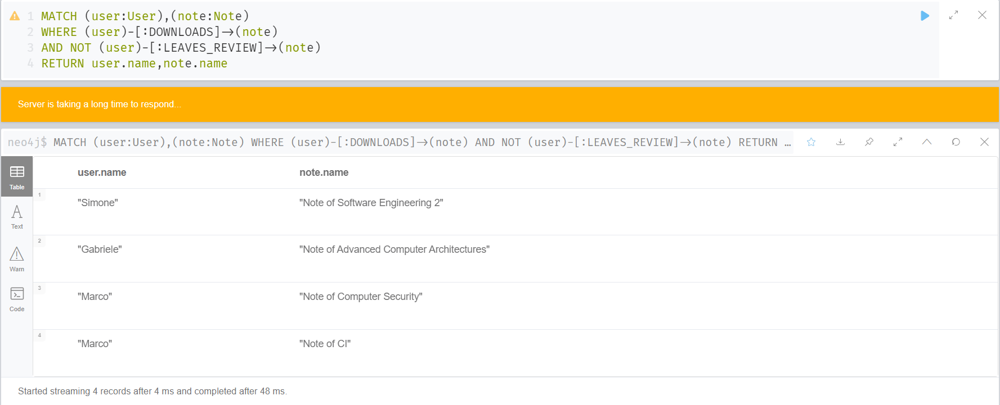 1 MATCH (user:User),(note:Note)
2 WHERE (user)-[:DOWNLOADS]→(note)
3 AND NOT (user)-[:LEAVES_REVIEW]→(note)
4 RETURN user.name,note.name
Server is taking a long time to respond...
neo4j$ MATCH (user:User),(note:Note) WHERE (user)-[:DOWNLOADS]→(note) AND NOT (user)-[:LEAVES_REVIEW]→(note) RETURN …
user.name note.name
Table
1
"Simone" "Note of Software Engineering 2"
Text
2
"Gabriele" "Note of Advanced Computer Architectures"
Warn
3
"Marco" "Note of Computer Security"
Code
4
"Marco" "Note of CI"
Started streaming 4 records after 4 ms and completed after 48 ms.